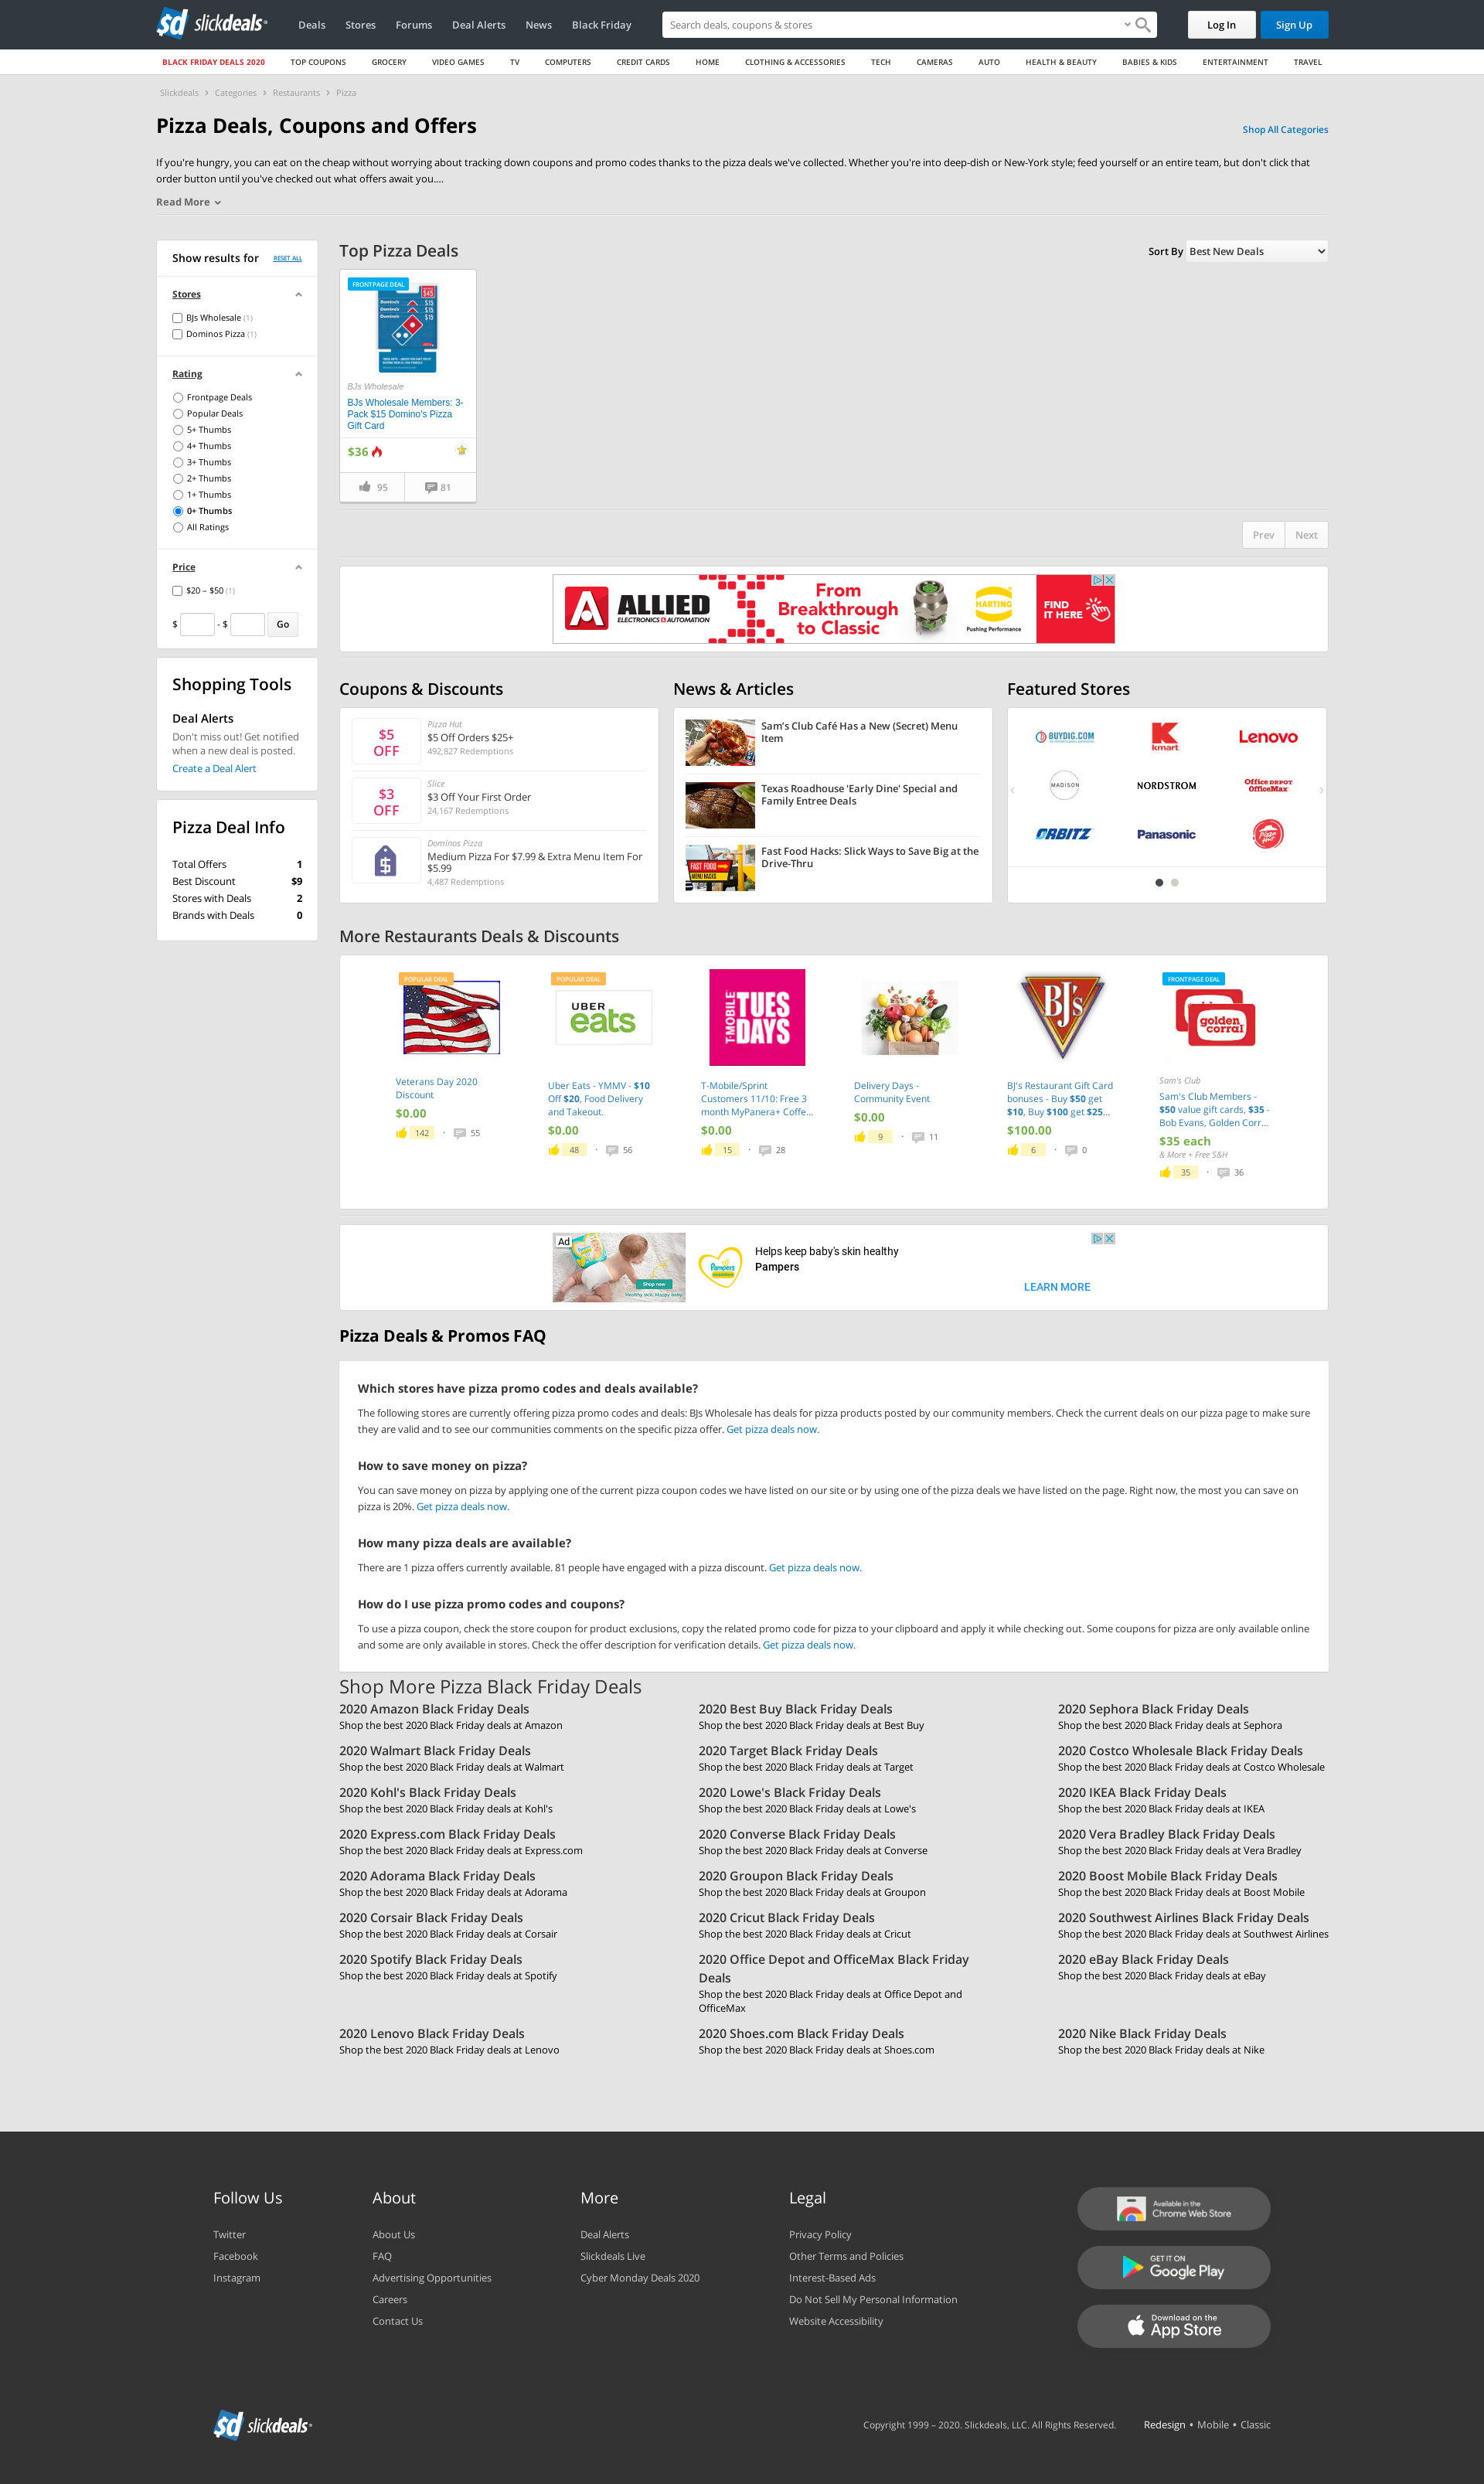 slickdeals
Deals Stores Forums Deal Alerts News Black Friday
Search deals, coupons & stores
Log In Sign Up
BLACK FRIDAY DEALS 2020 TOP COUPONS GROCERY VIDEO GAMES TV COMPUTERS CREDIT CARDS HOME CLOTHING & ACCESSORIES TECH CAMERAS AUTO HEALTH & BEAUTY BABIES & KIDS ENTERTAINMENT TRAVEL
Slickdeals › Categories › Restaurants › Pizza
Pizza Deals, Coupons and Offers
Shop All Categories
If you're hungry, you can eat on the cheap without worrying about tracking down coupons and promo codes thanks to the pizza deals we've collected. Whether you're into deep-dish or New-York style; feed yourself or an entire team, but don't click that
order button until you've checked out what offers await you....
Read More
Show results for RESET ALL
Stores
BJs Wholesale (1)
Dominos Pizza (1)
Rating
Frontpage Deals
Popular Deals
5+ Thumbs
4+ Thumbs
3+ Thumbs
2+ Thumbs
1+ Thumbs
0+ Thumbs
All Ratings
Price
$20 – $50 (1)
$ - $ Go
Shopping Tools
Deal Alerts
Don't miss out! Get notified
when a new deal is posted.
Create a Deal Alert
Pizza Deal Info
Total Offers 1
Best Discount $9
Stores with Deals 2
Brands with Deals 0
Top Pizza Deals
Sort By Best New Deals
FRONTPAGE DEAL
$45
Domino's $15
Domino's $15
Domino's $15
BJs Wholesale
BJs Wholesale Members: 3-
Pack $15 Domino's Pizza
Gift Card
$36
95 81
Prev Next
ALLIED
ELECTRONICS & AUTOMATION
From
Breakthrough
to Classic
HARTING
Pushing Performance
FIND
IT HERE
Coupons & Discounts
$5
OFF
Pizza Hut
$5 Off Orders $25+
492,827 Redemptions
$3
OFF
Slice
$3 Off Your First Order
24,167 Redemptions
Dominos Pizza
Medium Pizza For $7.99 & Extra Menu Item For
$5.99
4,487 Redemptions
News & Articles
Sam's Club Café Has a New (Secret) Menu
Item
Texas Roadhouse 'Early Dine' Special and
Family Entree Deals
FAST FOOD
MENU HACKS
Fast Food Hacks: Slick Ways to Save Big at the
Drive-Thru
Featured Stores
BUYDIG.COM
kmart
Lenovo
MADISON
NORDSTROM
Office DEPOT
OfficeMax
ORBITZ
Panasonic
Pizza Hut
More Restaurants Deals & Discounts
POPULAR DEAL
Veterans Day 2020
Discount
$0.00
142 · 55
POPULAR DEAL
UBER
eats
Uber Eats - YMMV - $10
Off $20, Food Delivery
and Takeout.
$0.00
48 · 56
T-MOBILE
TUES
DAYS
T-Mobile/Sprint
Customers 11/10: Free 3
month MyPanera+ Coffe...
$0.00
15 · 28
Delivery Days -
Community Event
$0.00
9 · 11
BJ's
BJ's Restaurant Gift Card
bonuses - Buy $50 get
$10, Buy $100 get $25...
$100.00
6 · 0
FRONTPAGE DEAL
golden
corral
Sam's Club
Sam's Club Members -
$50 value gift cards, $35 -
Bob Evans, Golden Corr...
$35 each
& More + Free S&H
35 · 36
Ad
Pampers
Shop now
Healthy skin. Happy baby.
Helps keep baby's skin healthy
Pampers
LEARN MORE
Pizza Deals & Promos FAQ
Which stores have pizza promo codes and deals available?
The following stores are currently offering pizza promo codes and deals: BJs Wholesale has deals for pizza products posted by our community members. Check the current deals on our pizza page to make sure
they are valid and to see our communities comments on the specific pizza offer. Get pizza deals now.
How to save money on pizza?
You can save money on pizza by applying one of the current pizza coupon codes we have listed on our site or by using one of the pizza deals we have listed on the page. Right now, the most you can save on
pizza is 20%. Get pizza deals now.
How many pizza deals are available?
There are 1 pizza offers currently available. 81 people have engaged with a pizza discount. Get pizza deals now.
How do I use pizza promo codes and coupons?
To use a pizza coupon, check the store coupon for product exclusions, copy the related promo code for pizza to your clipboard and apply it while checking out. Some coupons for pizza are only available online
and some are only available in stores. Check the offer description for verification details. Get pizza deals now.
Shop More Pizza Black Friday Deals
2020 Amazon Black Friday Deals
Shop the best 2020 Black Friday deals at Amazon
2020 Best Buy Black Friday Deals
Shop the best 2020 Black Friday deals at Best Buy
2020 Sephora Black Friday Deals
Shop the best 2020 Black Friday deals at Sephora
2020 Walmart Black Friday Deals
Shop the best 2020 Black Friday deals at Walmart
2020 Target Black Friday Deals
Shop the best 2020 Black Friday deals at Target
2020 Costco Wholesale Black Friday Deals
Shop the best 2020 Black Friday deals at Costco Wholesale
2020 Kohl's Black Friday Deals
Shop the best 2020 Black Friday deals at Kohl's
2020 Lowe's Black Friday Deals
Shop the best 2020 Black Friday deals at Lowe's
2020 IKEA Black Friday Deals
Shop the best 2020 Black Friday deals at IKEA
2020 Express.com Black Friday Deals
Shop the best 2020 Black Friday deals at Express.com
2020 Converse Black Friday Deals
Shop the best 2020 Black Friday deals at Converse
2020 Vera Bradley Black Friday Deals
Shop the best 2020 Black Friday deals at Vera Bradley
2020 Adorama Black Friday Deals
Shop the best 2020 Black Friday deals at Adorama
2020 Groupon Black Friday Deals
Shop the best 2020 Black Friday deals at Groupon
2020 Boost Mobile Black Friday Deals
Shop the best 2020 Black Friday deals at Boost Mobile
2020 Corsair Black Friday Deals
Shop the best 2020 Black Friday deals at Corsair
2020 Cricut Black Friday Deals
Shop the best 2020 Black Friday deals at Cricut
2020 Southwest Airlines Black Friday Deals
Shop the best 2020 Black Friday deals at Southwest Airlines
2020 Spotify Black Friday Deals
Shop the best 2020 Black Friday deals at Spotify
2020 Office Depot and OfficeMax Black Friday
Deals
Shop the best 2020 Black Friday deals at Office Depot and
OfficeMax
2020 eBay Black Friday Deals
Shop the best 2020 Black Friday deals at eBay
2020 Lenovo Black Friday Deals
Shop the best 2020 Black Friday deals at Lenovo
2020 Shoes.com Black Friday Deals
Shop the best 2020 Black Friday deals at Shoes.com
2020 Nike Black Friday Deals
Shop the best 2020 Black Friday deals at Nike
Follow Us
Twitter
Facebook
Instagram
About
About Us
FAQ
Advertising Opportunities
Careers
Contact Us
More
Deal Alerts
Slickdeals Live
Cyber Monday Deals 2020
Legal
Privacy Policy
Other Terms and Policies
Interest-Based Ads
Do Not Sell My Personal Information
Website Accessibility
Available in the
Chrome Web Store
GET IT ON
Google Play
Download on the
App Store
slickdeals
Copyright 1999 – 2020. Slickdeals, LLC. All Rights Reserved.
Redesign • Mobile • Classic